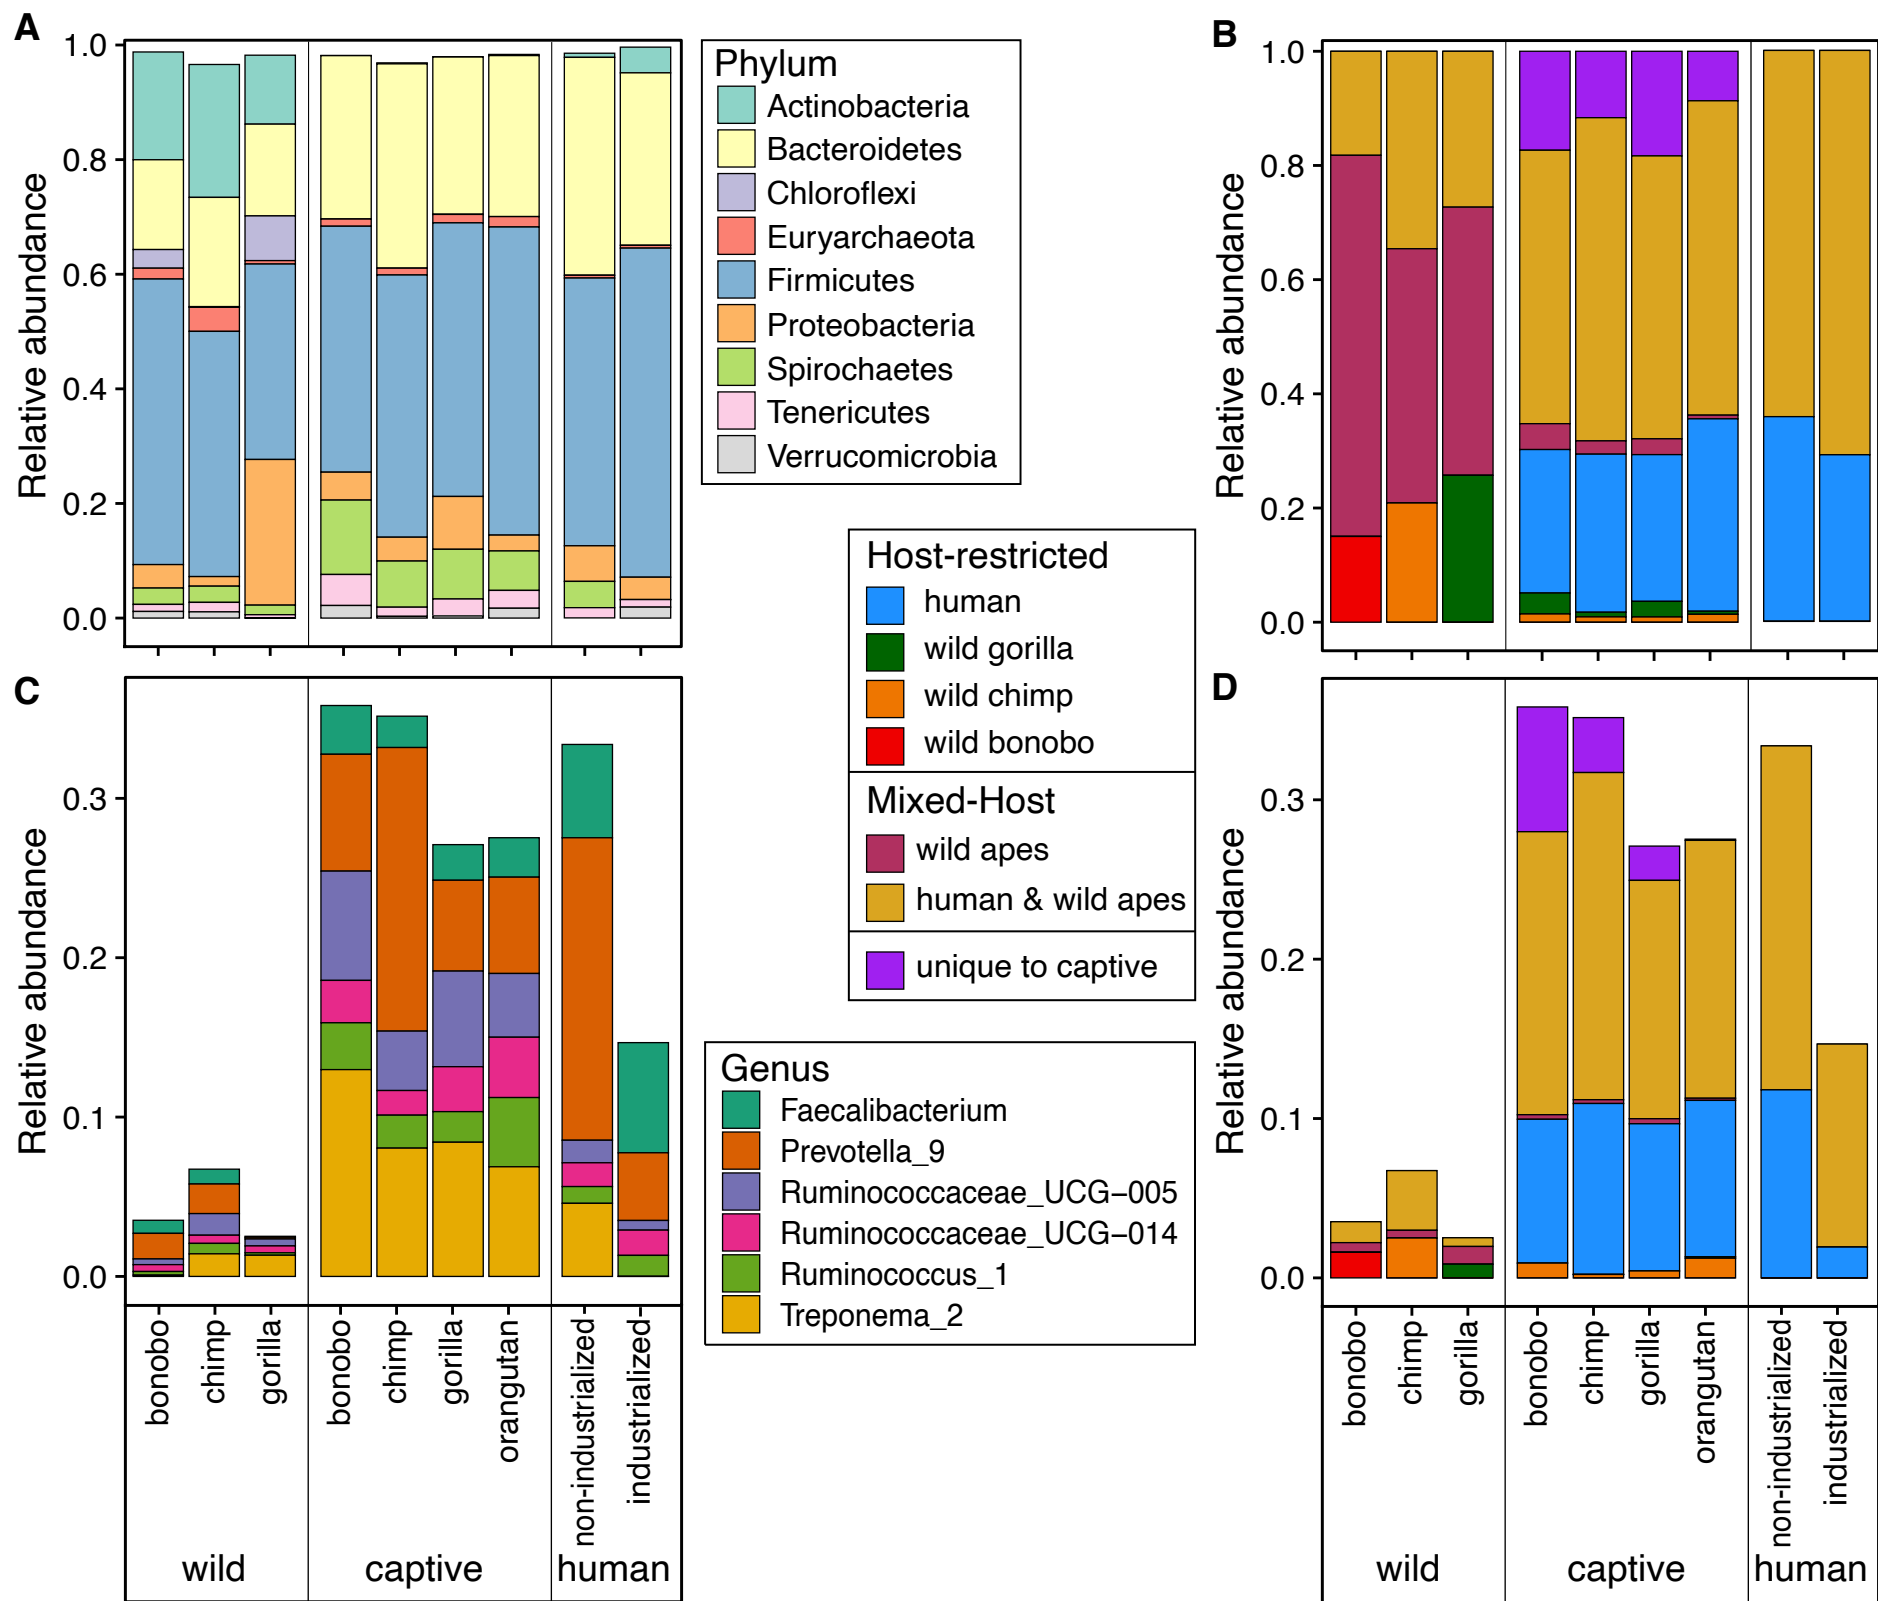 A
Relative abundance
1.0
0.8
0.6
0.4
0.2
0.0
Phylum
Actinobacteria
Bacteroidetes
Chloroflexi
Euryarchaeota
Firmicutes
Proteobacteria
Spirochaetes
Tenericutes
Verrucomicrobia
B
Relative abundance
1.0
0.8
0.6
0.4
0.2
0.0
Host-restricted
human
wild gorilla
wild chimp
wild bonobo
Mixed-Host
wild apes
human & wild apes
unique to captive
C
Relative abundance
0.3
0.2
0.1
0.0
bonobo
chimp
gorilla
bonobo
chimp
gorilla
orangutan
non-industrialized
industrialized
wild
captive
human
Genus
Faecalibacterium
Prevotella_9
Ruminococcaceae_UCG−005
Ruminococcaceae_UCG−014
Ruminococcus_1
Treponema_2
D
Relative abundance
0.3
0.2
0.1
0.0
bonobo
chimp
gorilla
bonobo
chimp
gorilla
orangutan
non-industrialized
industrialized
wild
captive
human